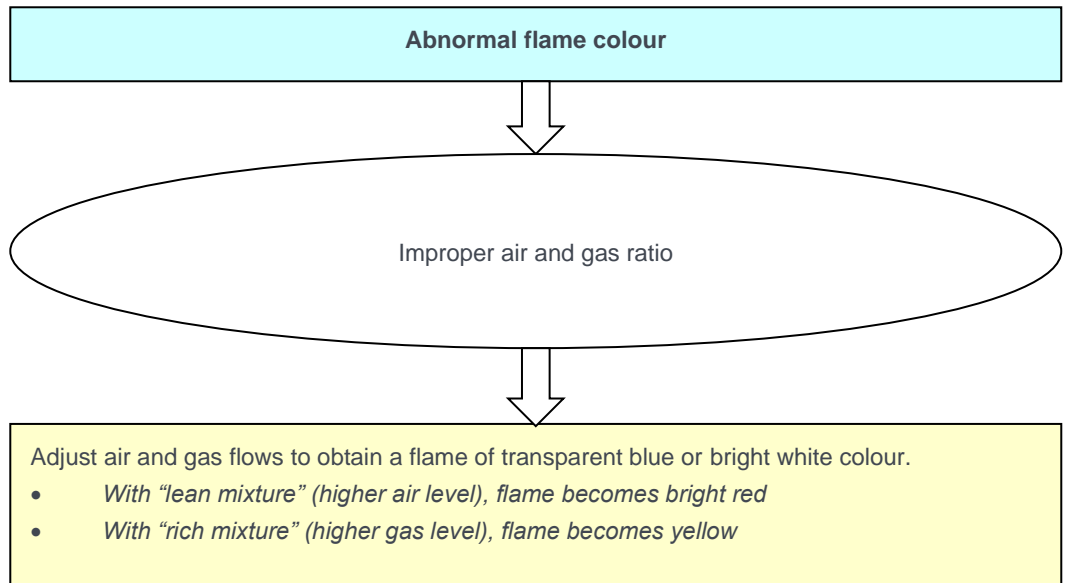 Abnormal flame colour
Improper air and gas ratio
Adjust air and gas flows to obtain a flame of transparent blue or bright white colour.
• With “lean mixture” (higher air level), flame becomes bright red
• With “rich mixture” (higher gas level), flame becomes yellow